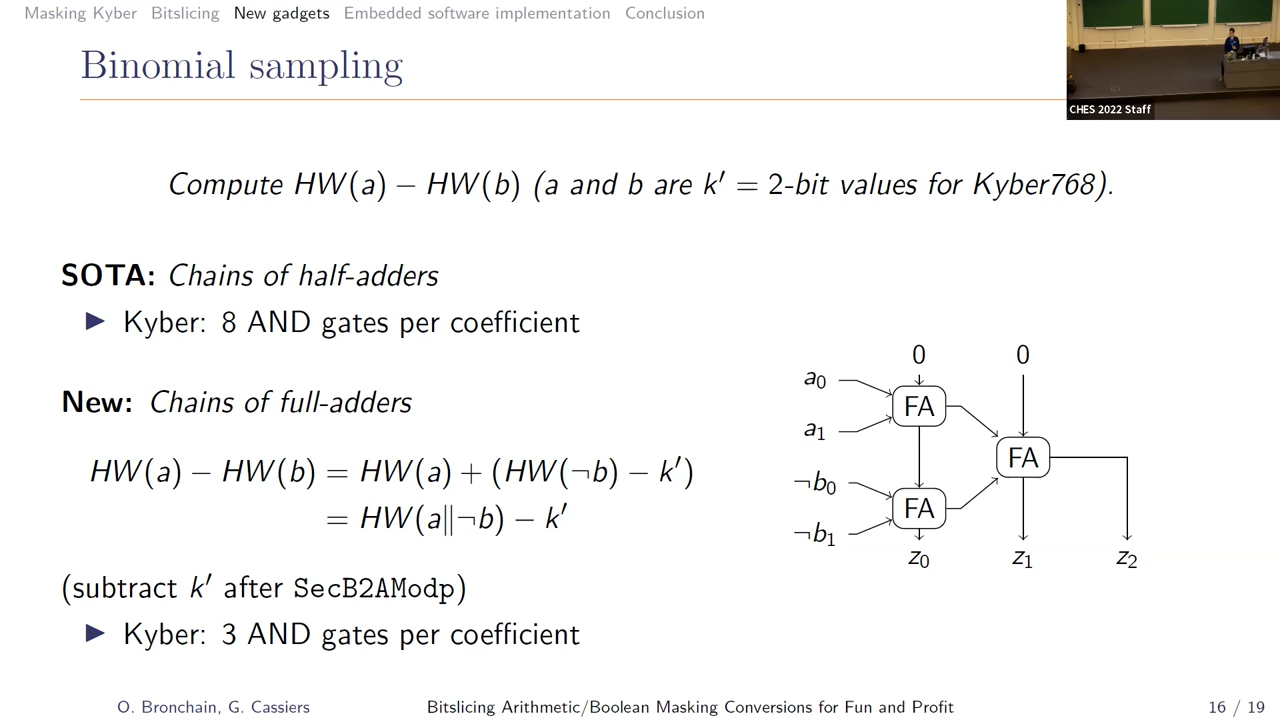 Masking Kyber Bitslicing New gadgets Embedded software implementation Conclusion
Binomial sampling
CHES 2022 Staff
Compute HW(a) − HW(b) (a and b are k′ = 2-bit values for Kyber768).
SOTA: Chains of half-adders
▶ Kyber: 8 AND gates per coefficient
New: Chains of full-adders
HW(a) − HW(b) = HW(a) + (HW(¬b) − k′)
= HW(a‖¬b) − k′
(subtract k′ after SecB2AModp)
▶ Kyber: 3 AND gates per coefficient
0 0
a₀
FA
a₁
FA
¬b₀
FA
¬b₁
z₀ z₁ z₂
O. Bronchain, G. Cassiers Bitslicing Arithmetic/Boolean Masking Conversions for Fun and Profit 16 / 19